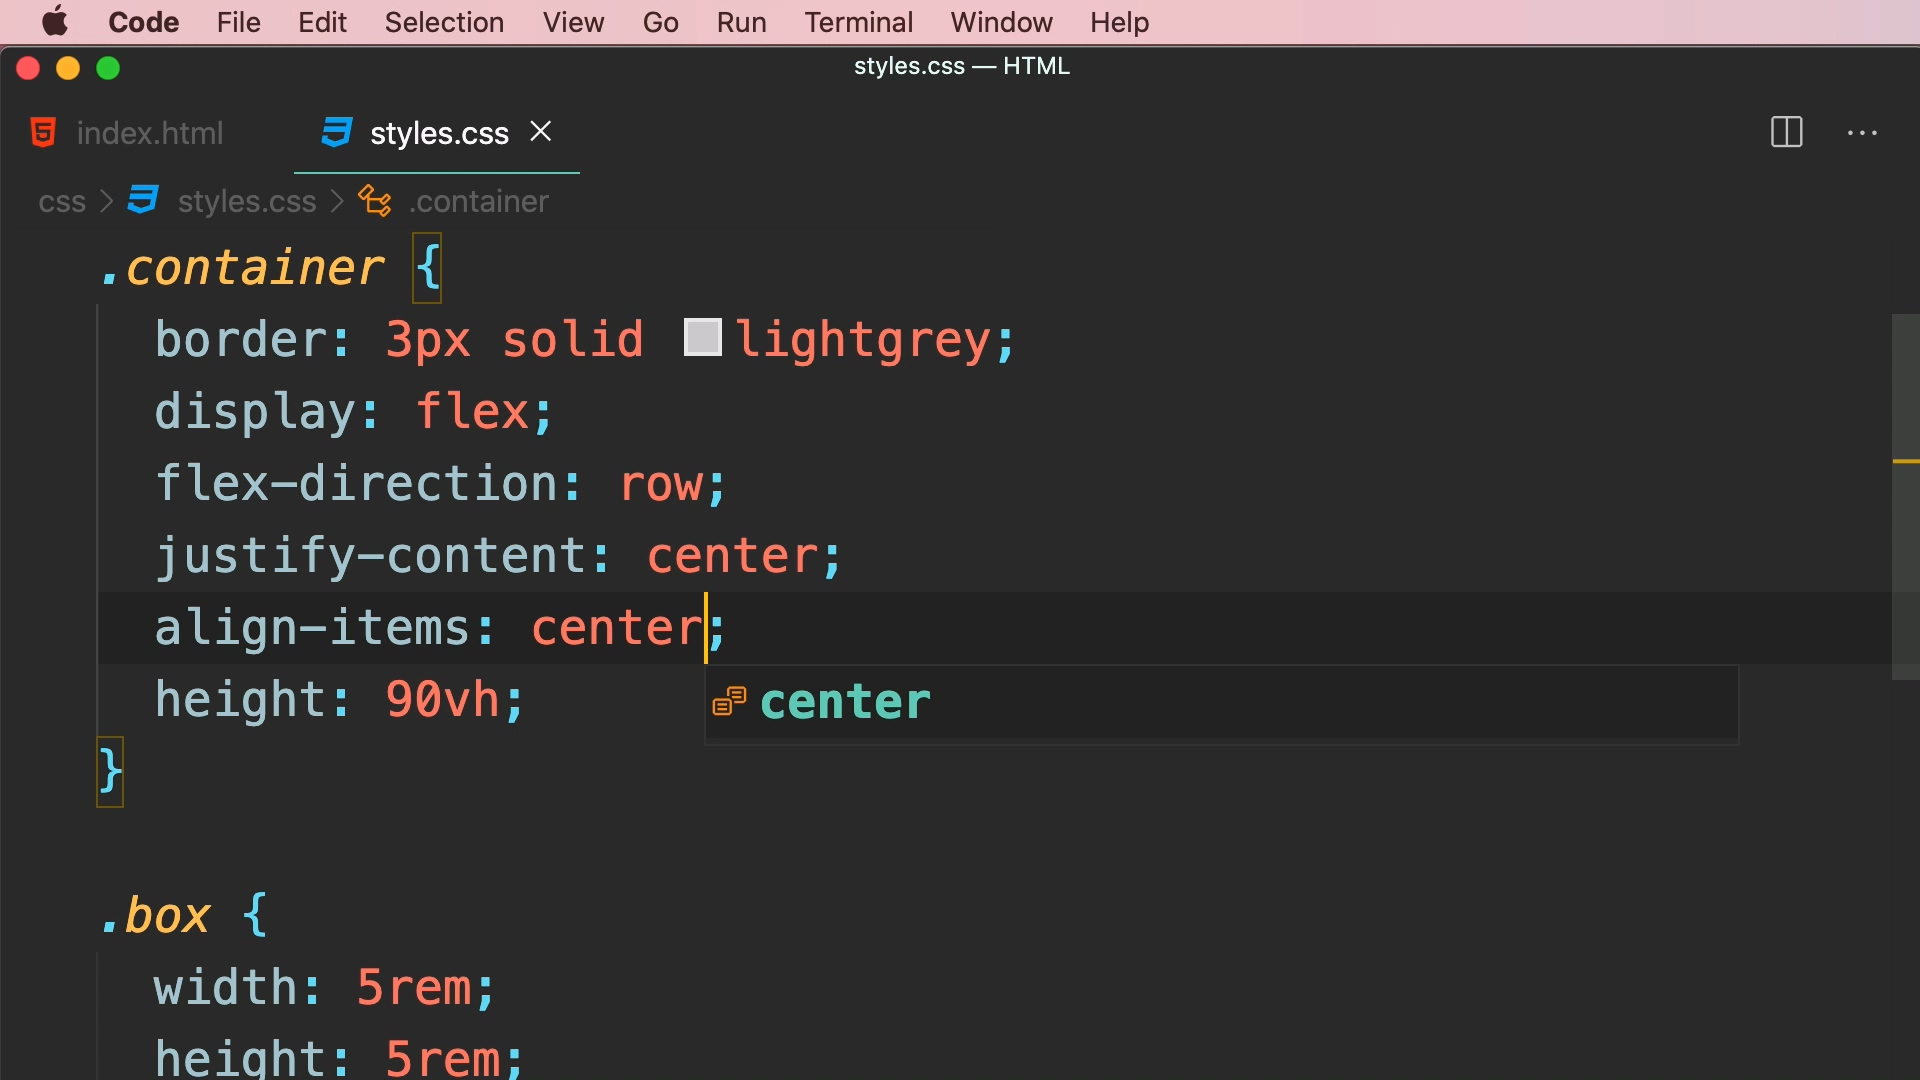 Code File Edit Selection View Go Run Terminal Window Help
styles.css — HTML
index.html styles.css
css > styles.css > .container
.container {
border: 3px solid lightgrey;
display: flex;
flex-direction: row;
justify-content: center;
align-items: center;
height: 90vh;
center
}
.box {
width: 5rem;
height: 5rem;